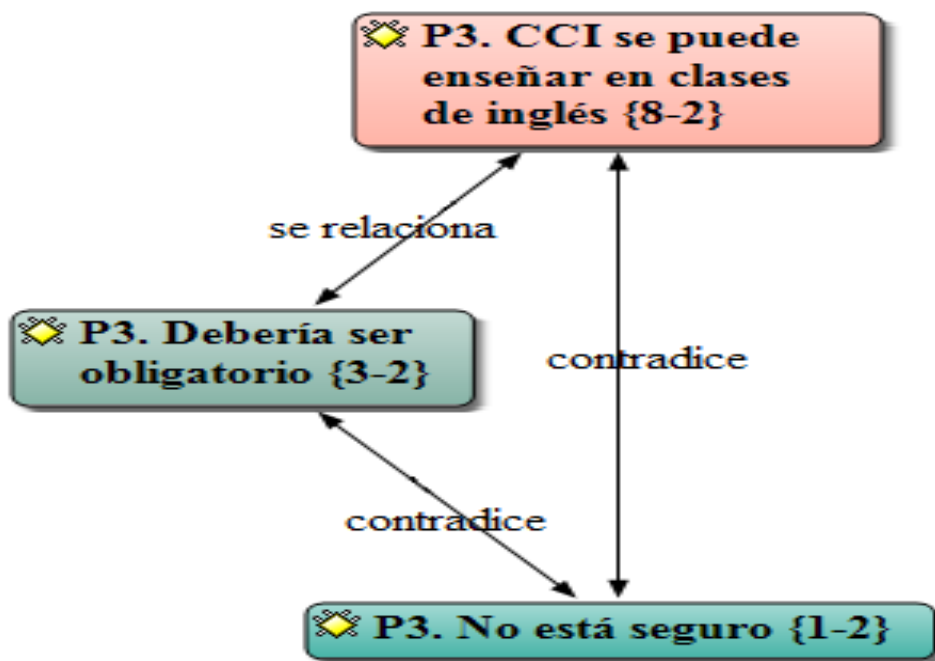 P3. CCI se puede
enseñar en clases
de inglés {8-2}
se relaciona
P3. Debería ser
obligatorio {3-2}
contradice
contradice
P3. No está seguro {1-2}